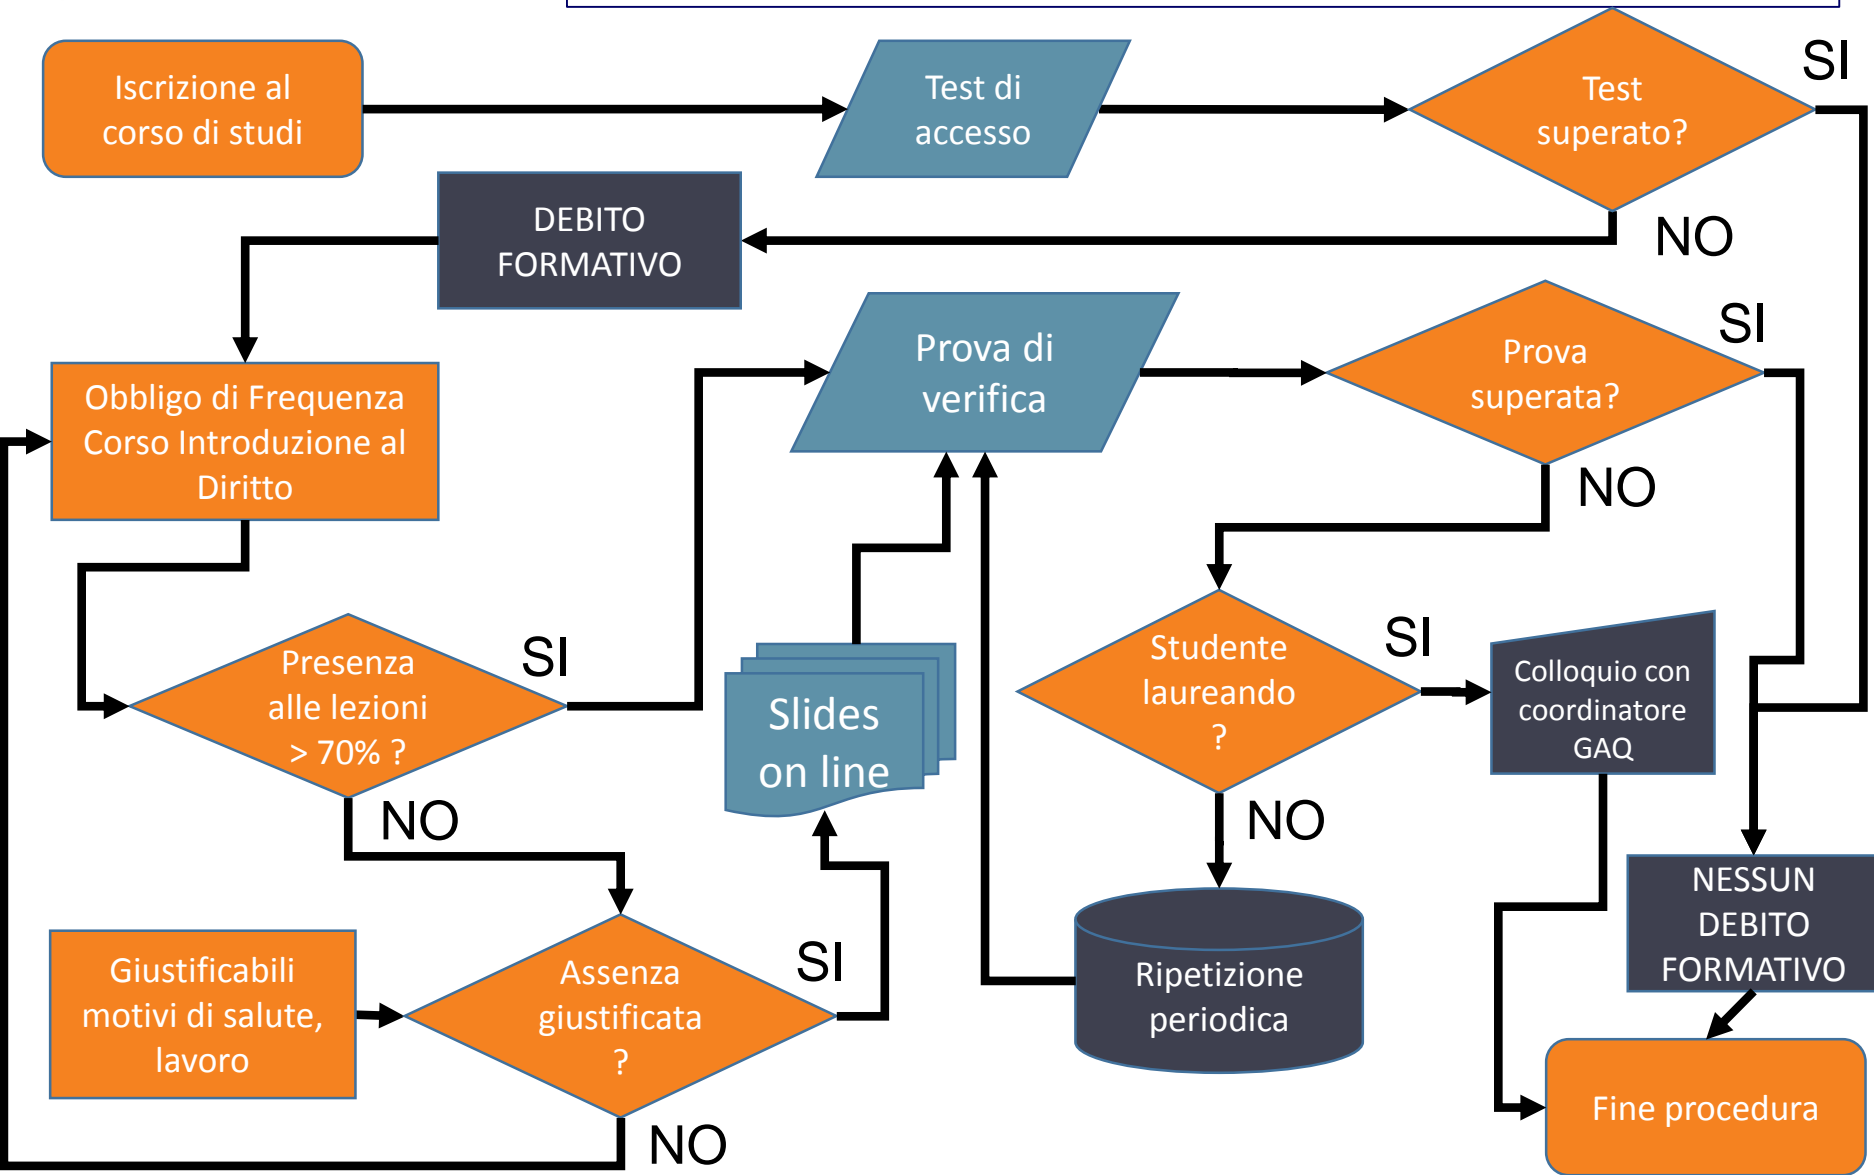 Iscrizione al
corso di studi
Test di
accesso
Test
superato?
SI
NO
DEBITO
FORMATIVO
Obbligo di Frequenza
Corso Introduzione al
Diritto
Prova di
verifica
Prova
superata?
SI
NO
Presenza
alle lezioni
> 70% ?
SI
NO
Slides
on line
Studente
laureando
?
SI
NO
Colloquio con
coordinatore
GAQ
Giustificabili
motivi di salute,
lavoro
Assenza
giustificata
?
SI
NO
Ripetizione
periodica
NESSUN
DEBITO
FORMATIVO
Fine procedura